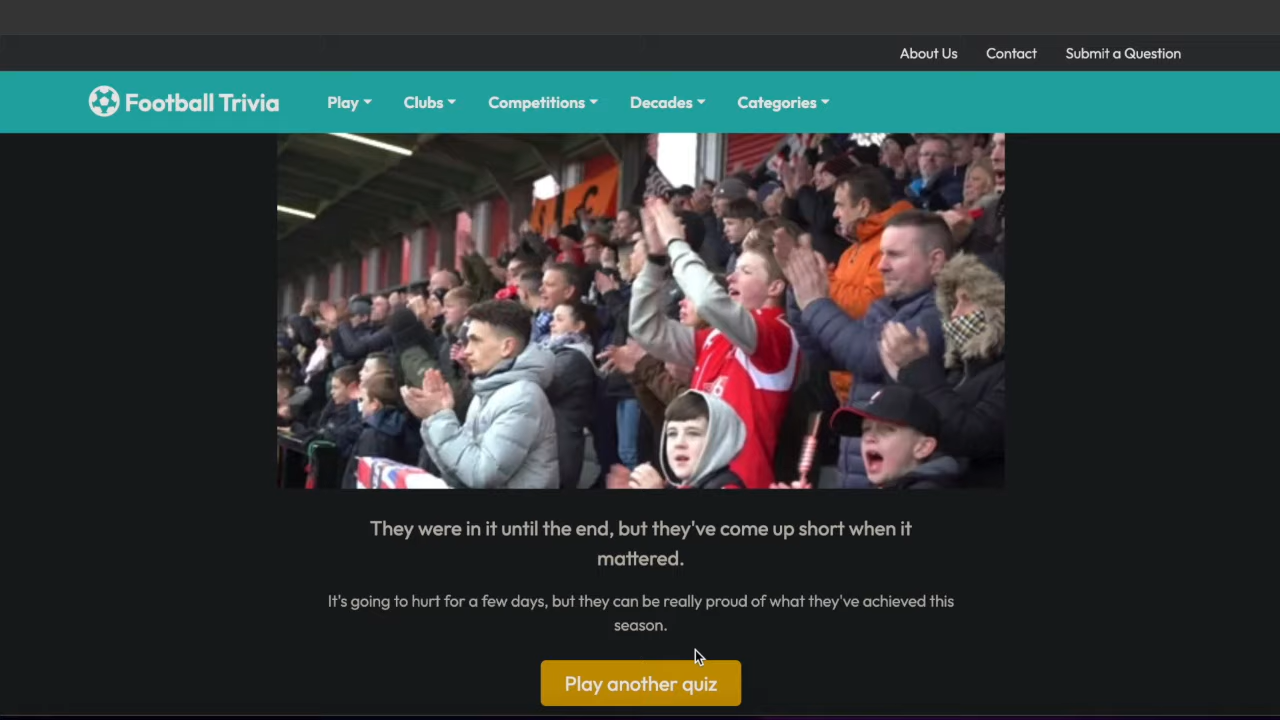 About Us Contact Submit a Question
Football Trivia Play Clubs Competitions Decades Categories
They were in it until the end, but they've come up short when it
mattered.
It's going to hurt for a few days, but they can be really proud of what they've achieved this
season.
Play another quiz